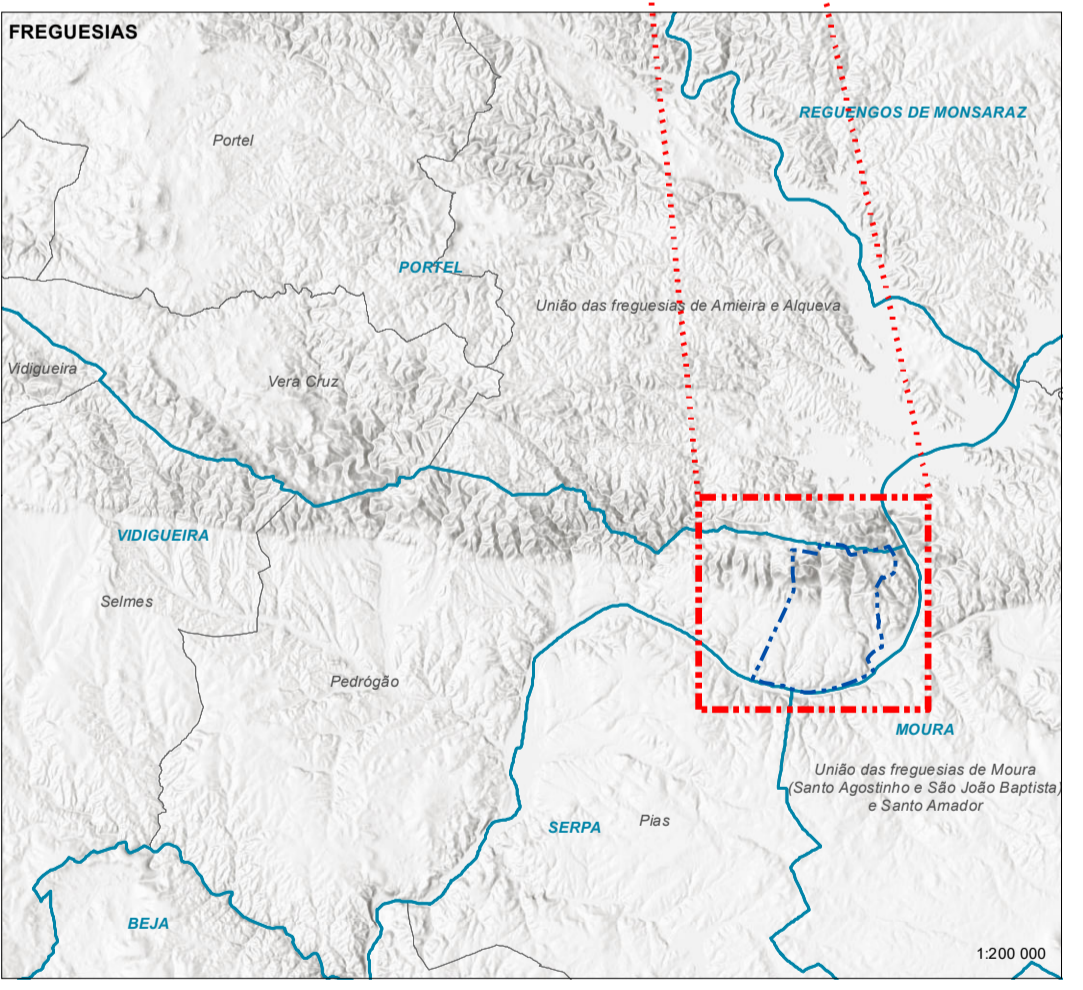 FREGUESIAS
REGUENGOS DE MONSARAZ
Portel
PORTEL
União das freguesias de Amieira e Alqueva
Vidigueira
Vera Cruz
VIDIGUEIRA
Selmes
Pedrógão
MOURA
União das freguesias de Moura
(Santo Agostinho e São João Baptista)
e Santo Amador
SERPA
Pias
BEJA
1:200 000